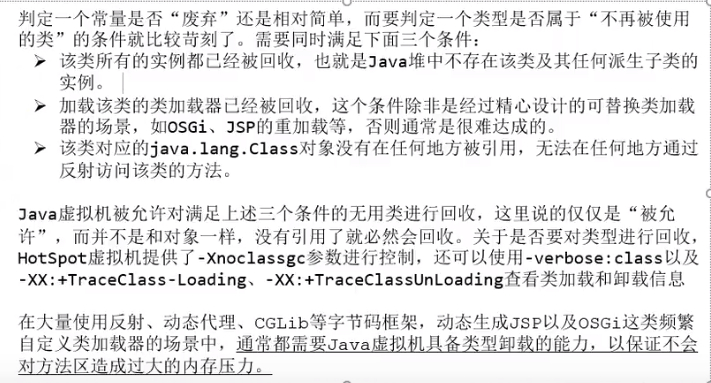 判定一个常量是否“废弃”还是相对简单，而要判定一个类型是否属于“不再被使用
的类”的条件就比较苛刻了。需要同时满足下面三个条件：
➢ 该类所有的实例都已经被回收，也就是Java堆中不存在该类及其任何派生子类的
实例。
➢ 加载该类的类加载器已经被回收，这个条件除非是经过精心设计的可替换类加载
器的场景，如OSGi、JSP的重加载等，否则通常是很难达成的。
➢ 该类对应的java.lang.Class对象没有在任何地方被引用，无法在任何地方通过
反射访问该类的方法。
Java虚拟机被允许对满足上述三个条件的无用类进行回收，这里说的仅仅是“被允
许”，而并不是和对象一样，没有引用了就必然会回收。关于是否要对类型进行回收，
HotSpot虚拟机提供了-Xnoclassgc参数进行控制，还可以使用-verbose:class以及
-XX:+TraceClass-Loading、-XX:+TraceClassUnLoading查看类加载和卸载信息
在大量使用反射、动态代理、CGLib等字节码框架，动态生成JSP以及OSGi这类频繁
自定义类加载器的场景中，通常都需要Java虚拟机具备类型卸载的能力，以保证不会
对方法区造成过大的内存压力。